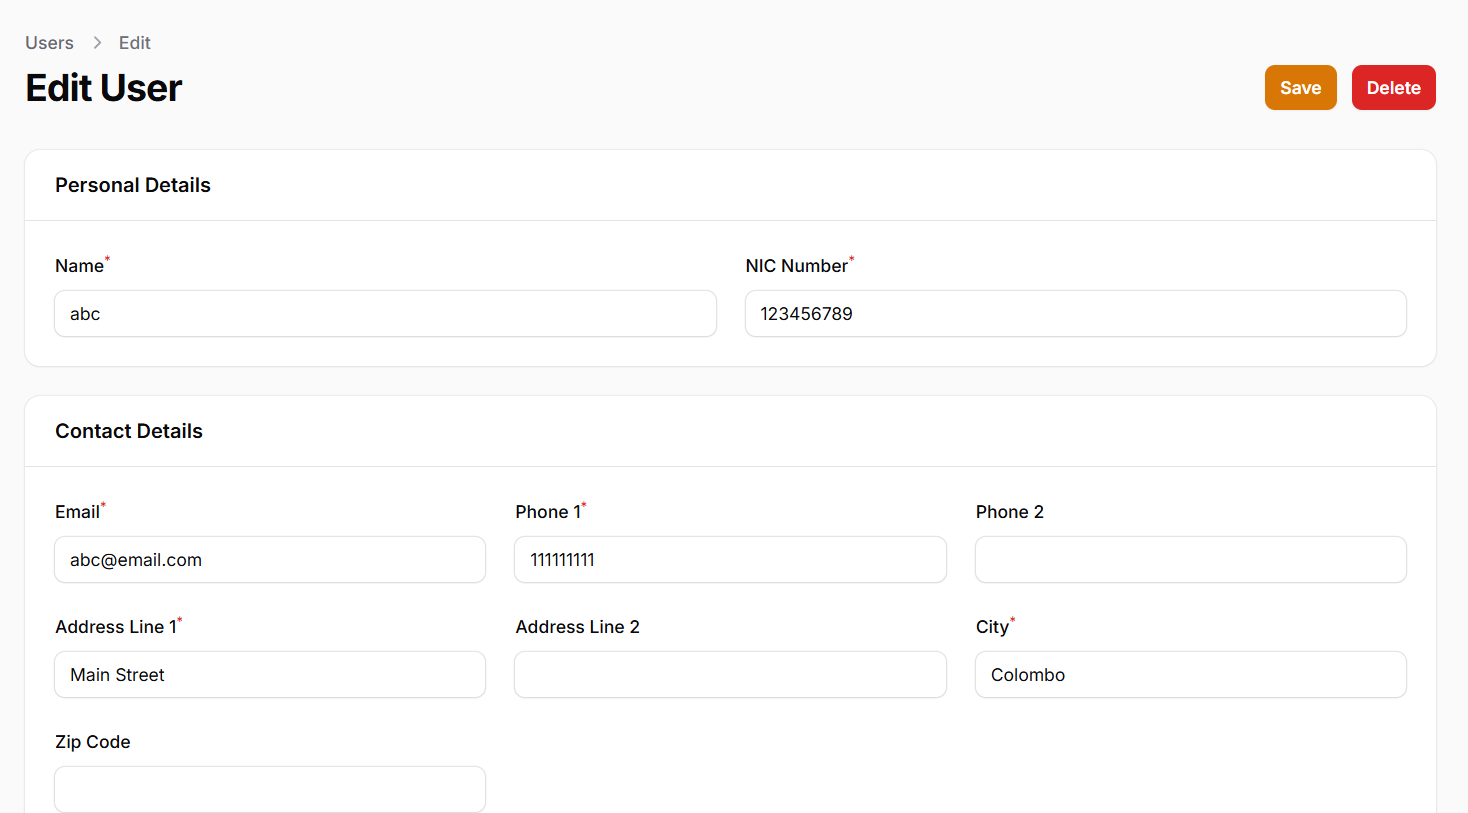 Users > Edit
Edit User
Save Delete
Personal Details
Name* NIC Number*
abc 123456789
Contact Details
Email* Phone 1* Phone 2
abc@email.com 111111111
Address Line 1* Address Line 2 City*
Main Street Colombo
Zip Code